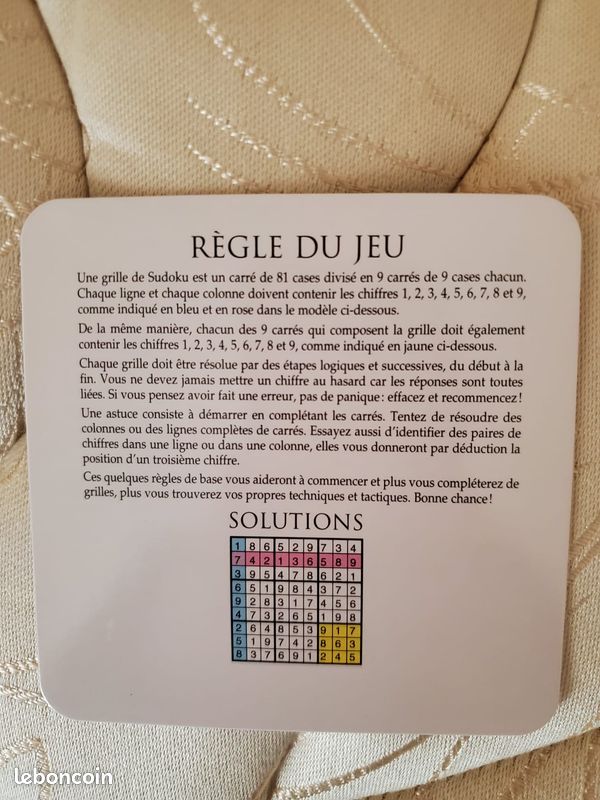 RÈGLE DU JEU
Une grille de Sudoku est un carré de 81 cases divisé en 9 carrés de 9 cases chacun.
Chaque ligne et chaque colonne doivent contenir les chiffres 1, 2, 3, 4, 5, 6, 7, 8 et 9,
comme indiqué en bleu et en rose dans le modèle ci-dessous.
De la même manière, chacun des 9 carrés qui composent la grille doit également
contenir les chiffres 1, 2, 3, 4, 5, 6, 7, 8 et 9, comme indiqué en jaune ci-dessous.
Chaque grille doit être résolue par des étapes logiques et successives, du début à la
fin. Vous ne devez jamais mettre un chiffre au hasard car les réponses sont toutes
liées. Si vous pensez avoir fait une erreur, pas de panique : effacez et recommencez !
Une astuce consiste à démarrer en complétant les carrés. Tentez de résoudre des
colonnes ou des lignes complètes de carrés. Essayez aussi d'identifier des paires de
chiffres dans une ligne ou dans une colonne, elles vous donneront par déduction la
position d'un troisième chiffre.
Ces quelques règles de base vous aideront à commencer et plus vous compléterez de
grilles, plus vous trouverez vos propres techniques et tactiques. Bonne chance !
SOLUTIONS
1 8 6 5 2 9 7 3 4
7 4 2 1 3 6 5 8 9
3 9 5 4 7 8 6 2 1
6 5 1 9 8 4 3 7 2
9 2 8 3 1 7 4 5 6
4 7 3 2 6 5 1 9 8
2 6 4 8 5 3 9 1 7
5 1 9 7 4 2 8 6 3
8 3 7 6 9 1 2 4 5
leboncoin